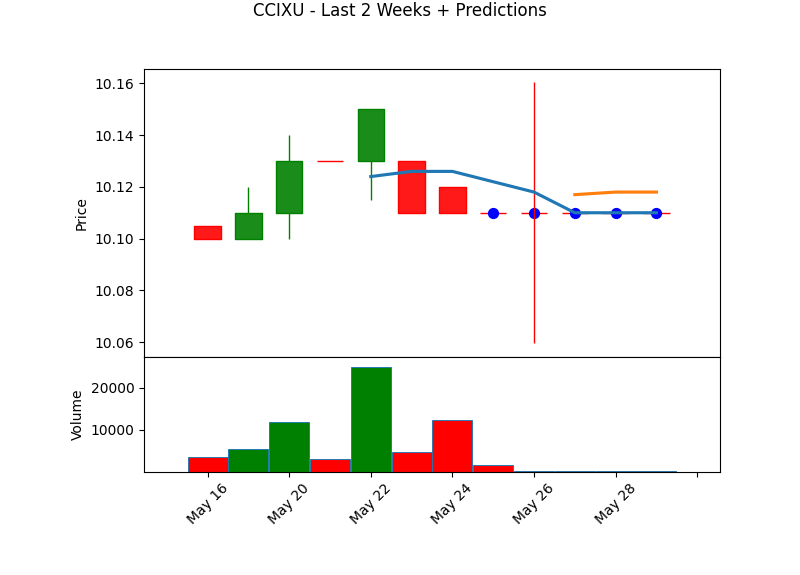 CCIXU - Last 2 Weeks + Predictions
10.16
10.14
10.12
10.10
10.08
10.06
Price
20000
10000
Volume
May 16
May 20
May 22
May 24
May 26
May 28